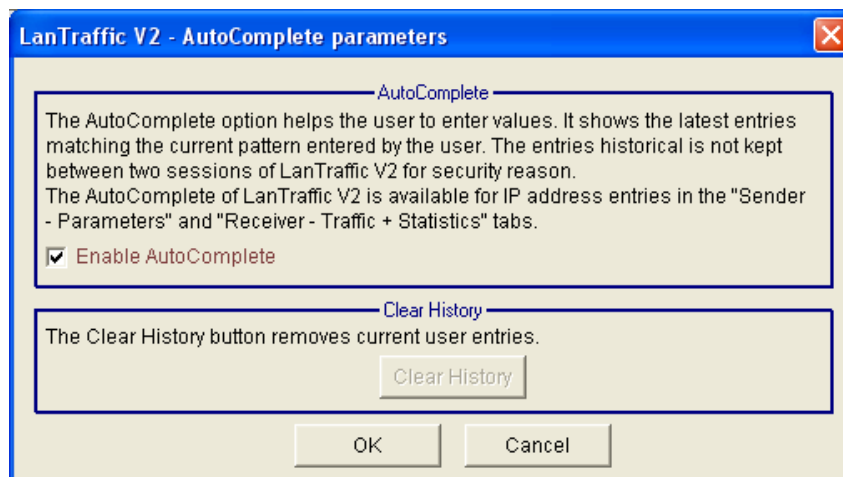 LanTraffic V2 - AutoComplete parameters
AutoComplete
The AutoComplete option helps the user to enter values. It shows the latest entries
matching the current pattern entered by the user. The entries historical is not kept
between two sessions of LanTraffic V2 for security reason.
The AutoComplete of LanTraffic V2 is available for IP address entries in the "Sender
- Parameters" and "Receiver - Traffic + Statistics" tabs.
Enable AutoComplete
Clear History
The Clear History button removes current user entries.
Clear History
OK Cancel